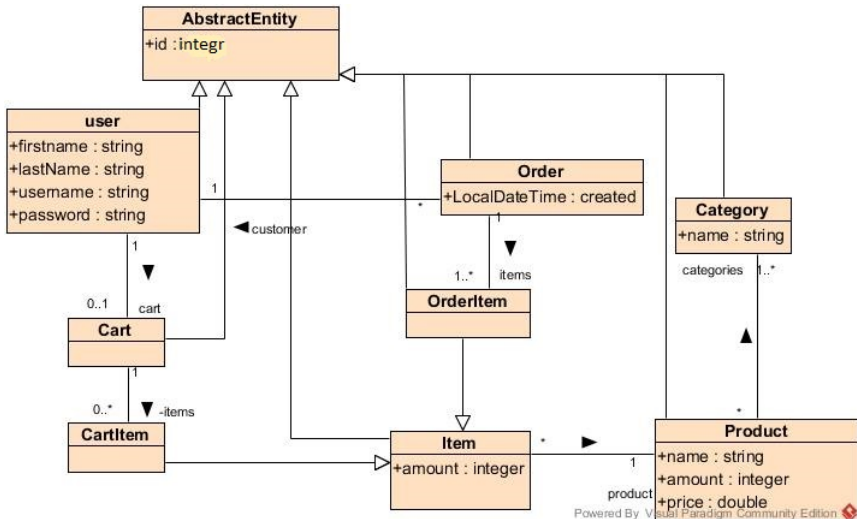 AbstractEntity
+id : integr
user
+firstname : string
+lastName : string
+username : string
+password : string
1
*
◄ customer
Order
+LocalDateTime : created
1
▼
1..*
items
OrderItem
Category
+name : string
categories
1..*
▲
*
1
▼
0..1
cart
Cart
1
0..*
▼
-items
CartItem
Item
+amount : integer
*
►
1
product
Product
+name : string
+amount : integer
+price : double
Powered By Visual Paradigm Community Edition